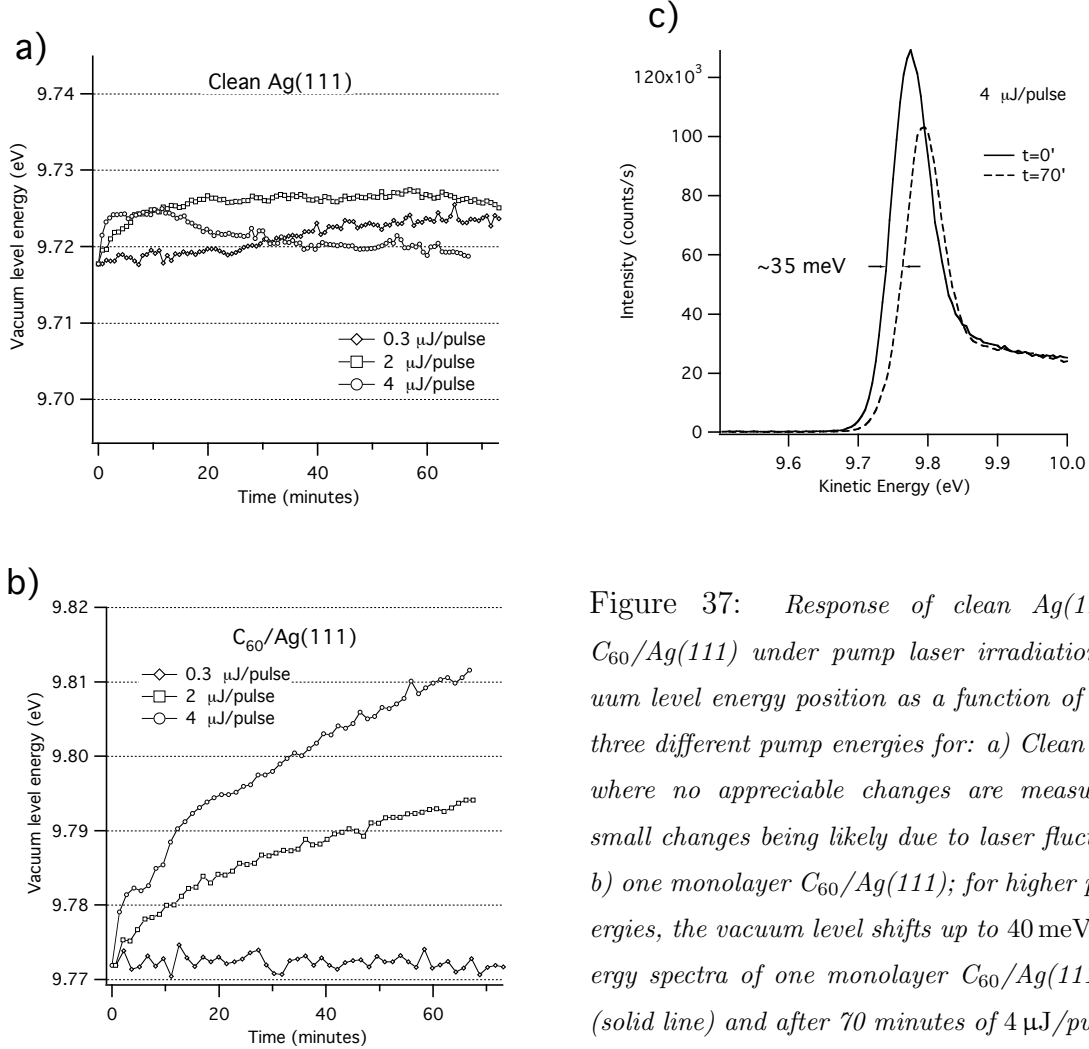 a)
Clean Ag(111)
9.74
9.73
9.72
9.71
9.70
Vacuum level energy (eV)
0.3 μJ/pulse
2 μJ/pulse
4 μJ/pulse
0 20 40 60
Time (minutes)
c)
120x10³
100
80
60
40
20
0
Intensity (counts/s)
4 μJ/pulse
t=0'
t=70'
~35 meV
9.6 9.7 9.8 9.9 10.0
Kinetic Energy (eV)
b)
C₆₀/Ag(111)
9.82
9.81
9.80
9.79
9.78
9.77
Vacuum level energy (eV)
0.3 μJ/pulse
2 μJ/pulse
4 μJ/pulse
0 20 40 60
Time (minutes)
Figure 37: Response of clean Ag(1
C₆₀/Ag(111) under pump laser irradiation
uum level energy position as a function of
three different pump energies for: a) Clean
where no appreciable changes are measu
small changes being likely due to laser fluct
b) one monolayer C₆₀/Ag(111); for higher p
ergies, the vacuum level shifts up to 40 meV
ergy spectra of one monolayer C₆₀/Ag(111
(solid line) and after 70 minutes of 4 μJ/pu